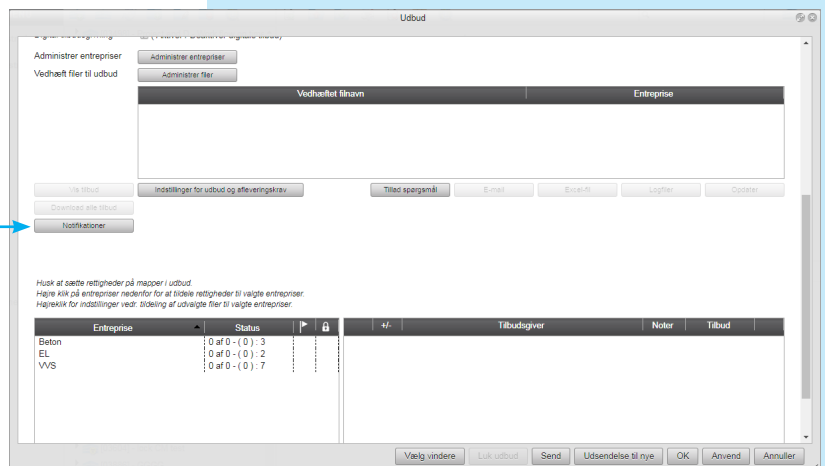 Udbud
Administrer entrepriser Administrer entrepriser
Vedhæft filer til udbud Administrer filer
Vedhæftet filnavn Entreprise
Vis tilbud Indstillinger for udbud og afleveringskrav Tillad spørgsmål E-mail Excel-fil Logfiler Opdater
Download alle tilbud
Notifikationer
Husk at sætte rettigheder på mapper i udbud.
Højre klik på entrepriser nedenfor for at tildele rettigheder til valgte entrepriser.
Højreklik for indstillinger vedr. tildeling af udvalgte filer til valgte entrepriser.
Entreprise Status +/- Tilbudsgiver Noter Tilbud
Beton 0 af 0 - ( 0 ) : 3
EL 0 af 0 - ( 0 ) : 2
VVS 0 af 0 - ( 0 ) : 7
Vælg vindere Luk udbud Send Udsendelse til nye OK Anvend Annuller